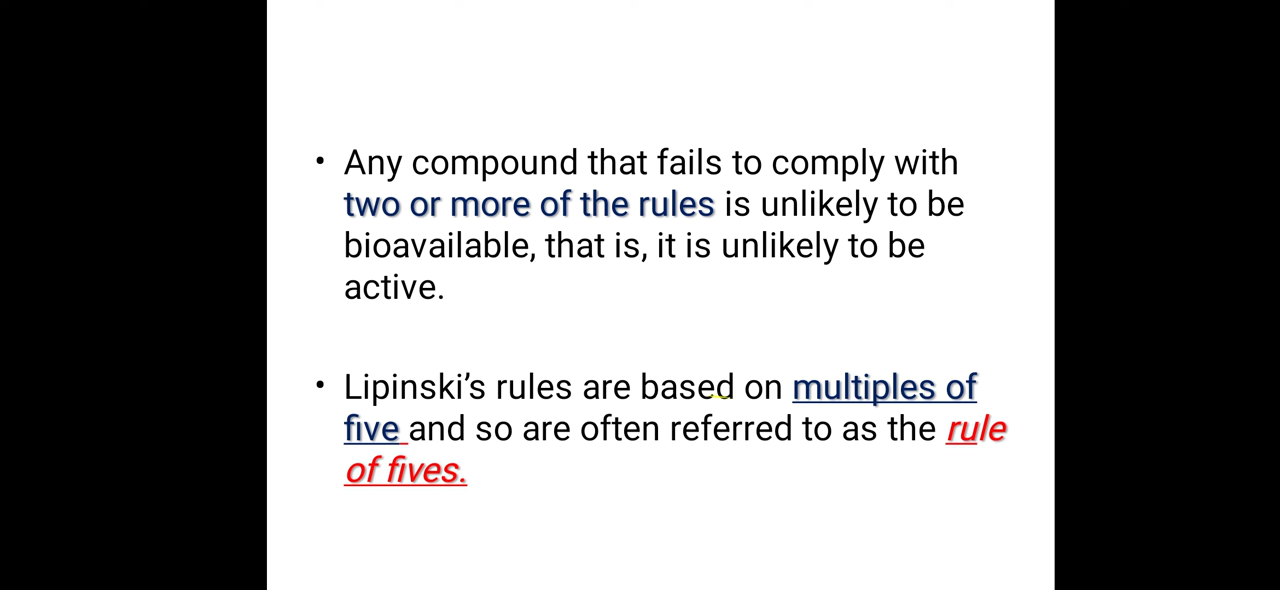 • Any compound that fails to comply with
two or more of the rules is unlikely to be
bioavailable, that is, it is unlikely to be
active.
• Lipinski’s rules are based on multiples of
five and so are often referred to as the rule
of fives.